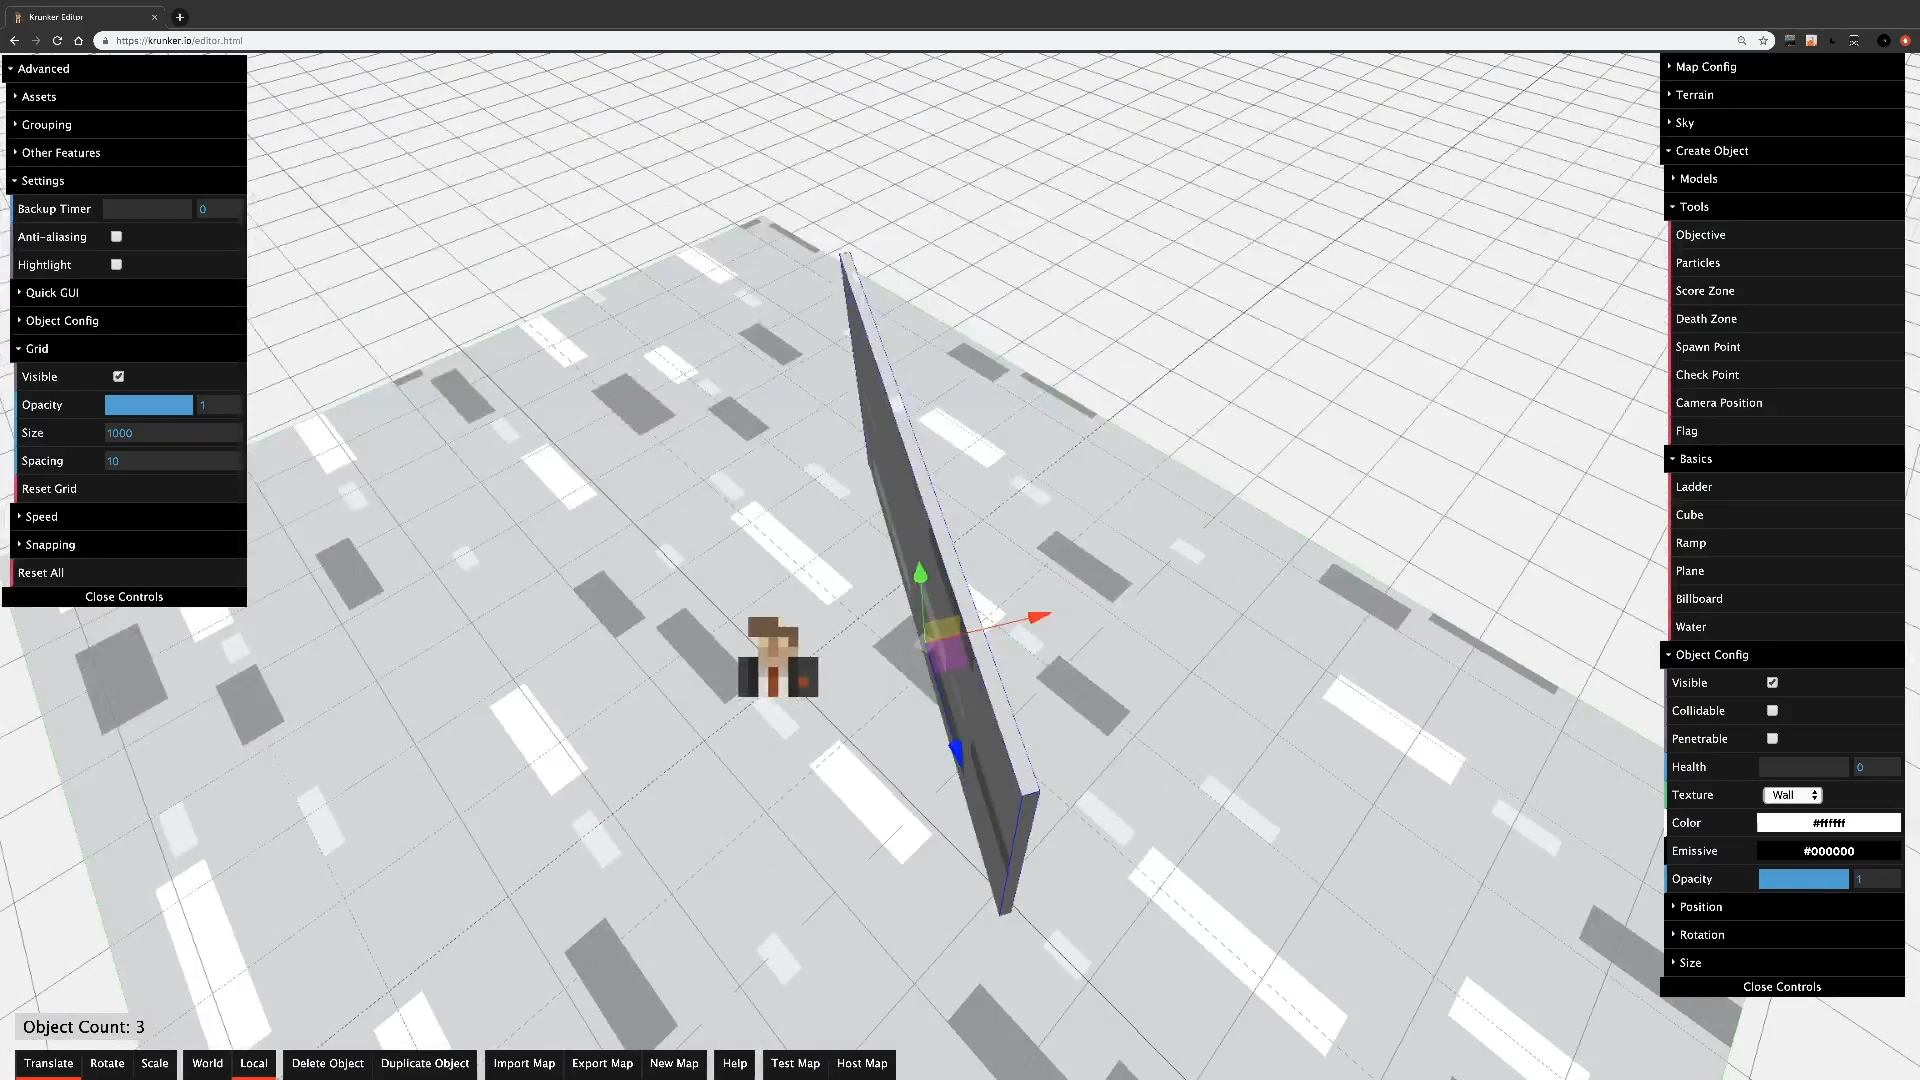 Krunker Editor
https://krunker.io/editor.html
Advanced
Assets
Grouping
Other Features
Settings
Backup Timer 0
Anti-aliasing
Hightlight
Quick GUI
Object Config
Grid
Visible
Opacity 1
Size 1000
Spacing 10
Reset Grid
Speed
Snapping
Reset All
Close Controls
Map Config
Terrain
Sky
Create Object
Models
Tools
Objective
Particles
Score Zone
Death Zone
Spawn Point
Check Point
Camera Position
Flag
Basics
Ladder
Cube
Ramp
Plane
Billboard
Water
Object Config
Visible
Collidable
Penetrable
Health 0
Texture Wall
Color #ffffff
Emissive #000000
Opacity 1
Position
Rotation
Size
Close Controls
Object Count: 3
Translate Rotate Scale World Local Delete Object Duplicate Object Import Map Export Map New Map Help Test Map Host Map